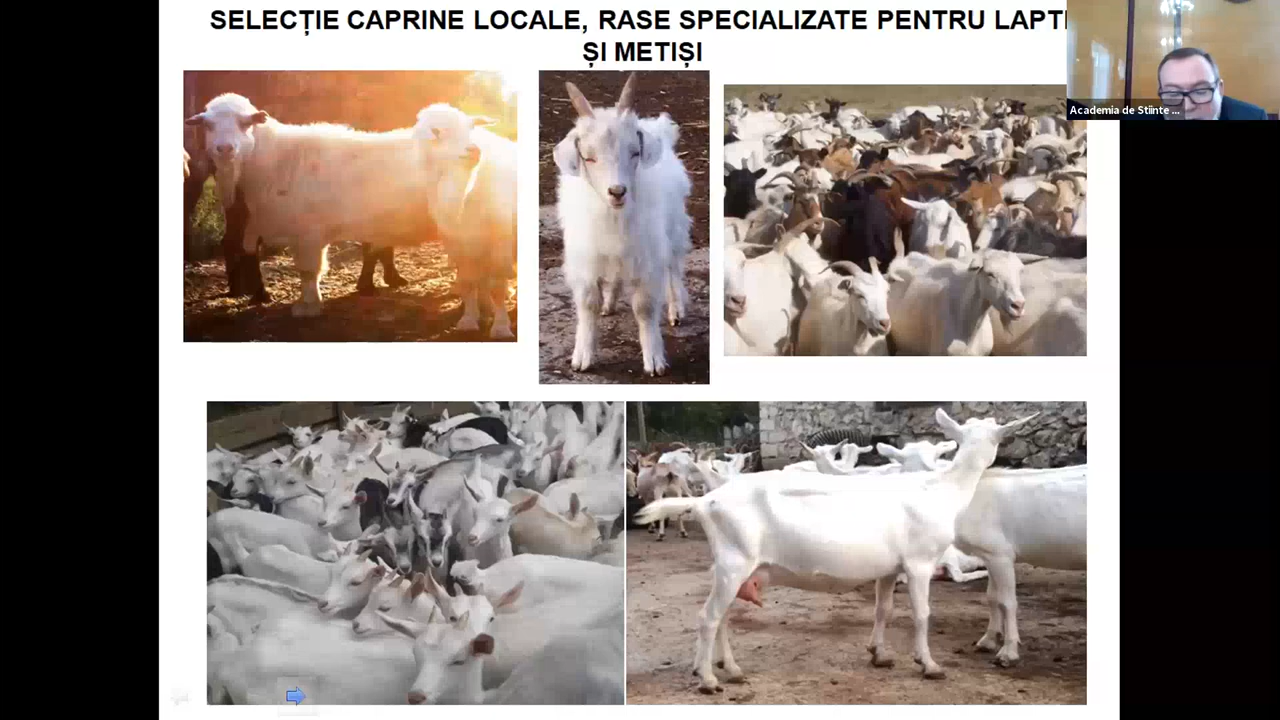 SELECȚIE CAPRINE LOCALE, RASE SPECIALIZATE PENTRU LAPT
ȘI METIȘI
Academia de Stiinte ...